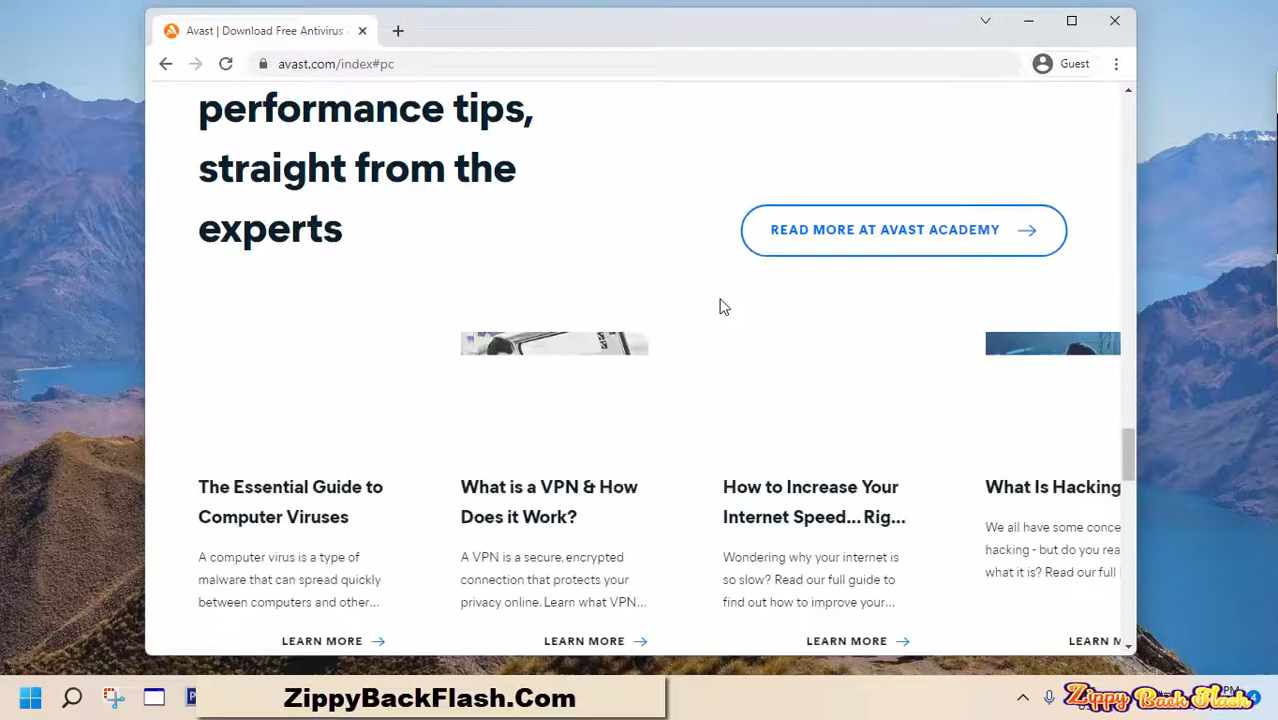 Avast | Download Free Antivirus
avast.com/index#pc
Guest
performance tips,
straight from the
experts
READ MORE AT AVAST ACADEMY
The Essential Guide to
Computer Viruses
A computer virus is a type of
malware that can spread quickly
between computers and other...
LEARN MORE
What is a VPN & How
Does it Work?
A VPN is a secure, encrypted
connection that protects your
privacy online. Learn what VPN...
LEARN MORE
How to Increase Your
Internet Speed... Rig...
Wondering why your internet is
so slow? Read our full guide to
find out how to improve your...
LEARN MORE
What Is Hacking
We all have some conce
hacking - but do you rea
what it is? Read our full
LEARN M
ZippyBackFlash.Com
Zippy Back Flash